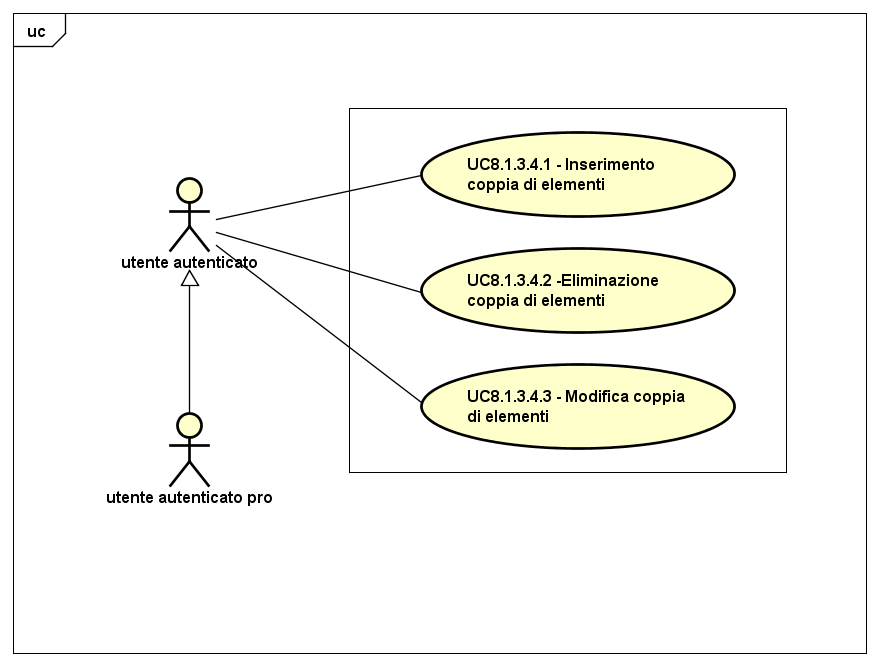 uc
UC8.1.3.4.1 - Inserimento
coppia di elementi
utente autenticato
UC8.1.3.4.2 -Eliminazione
coppia di elementi
UC8.1.3.4.3 - Modifica coppia
di elementi
utente autenticato pro